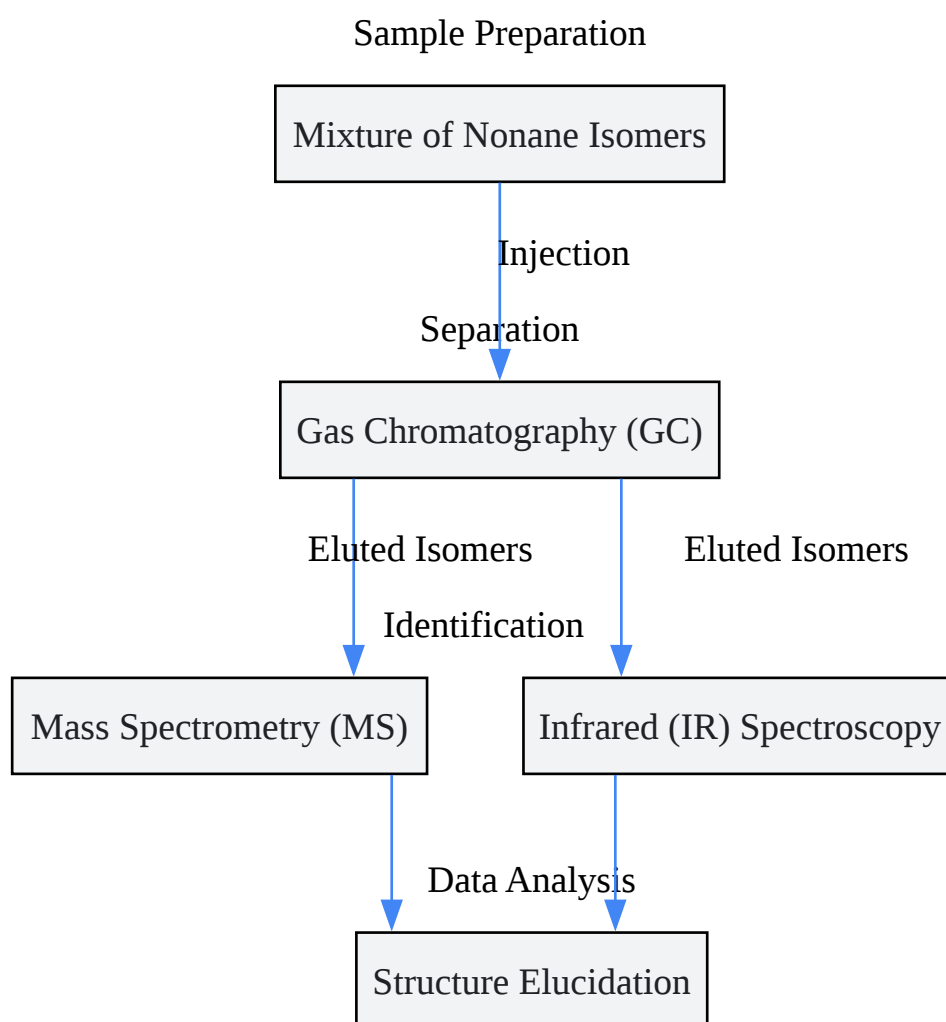 Sample Preparation
Mixture of Nonane Isomers
Injection
Separation
Gas Chromatography (GC)
Eluted Isomers
Eluted Isomers
Identification
Mass Spectrometry (MS)
Infrared (IR) Spectroscopy
Data Analysis
Structure Elucidation